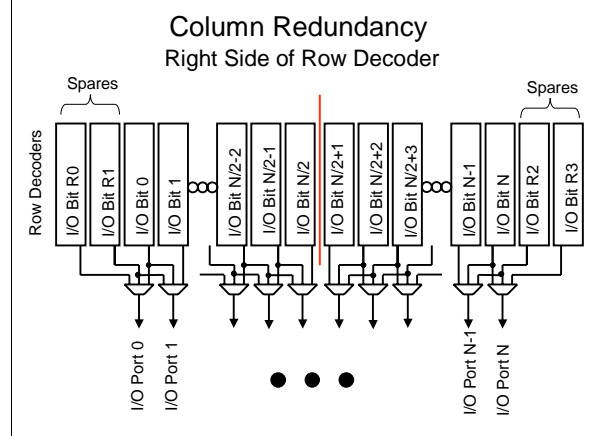 Column Redundancy
Right Side of Row Decoder
Spares
Spares
Row Decoders
I/O Bit R0
I/O Bit R1
I/O Bit 0
I/O Bit 1
I/O Bit N/2-2
I/O Bit N/2-1
I/O Bit N/2
I/O Bit N/2+1
I/O Bit N/2+2
I/O Bit N/2+3
I/O Bit N-1
I/O Bit N
I/O Bit R2
I/O Bit R3
I/O Port 0
I/O Port 1
I/O Port N-1
I/O Port N